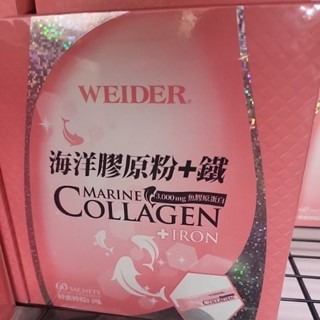 WEIDER®
海洋膠原粉+鐵
MARINE 3,000mg 魚膠原蛋白
COLLAGEN
+IRON
60 SACHETS
COLLAGEN